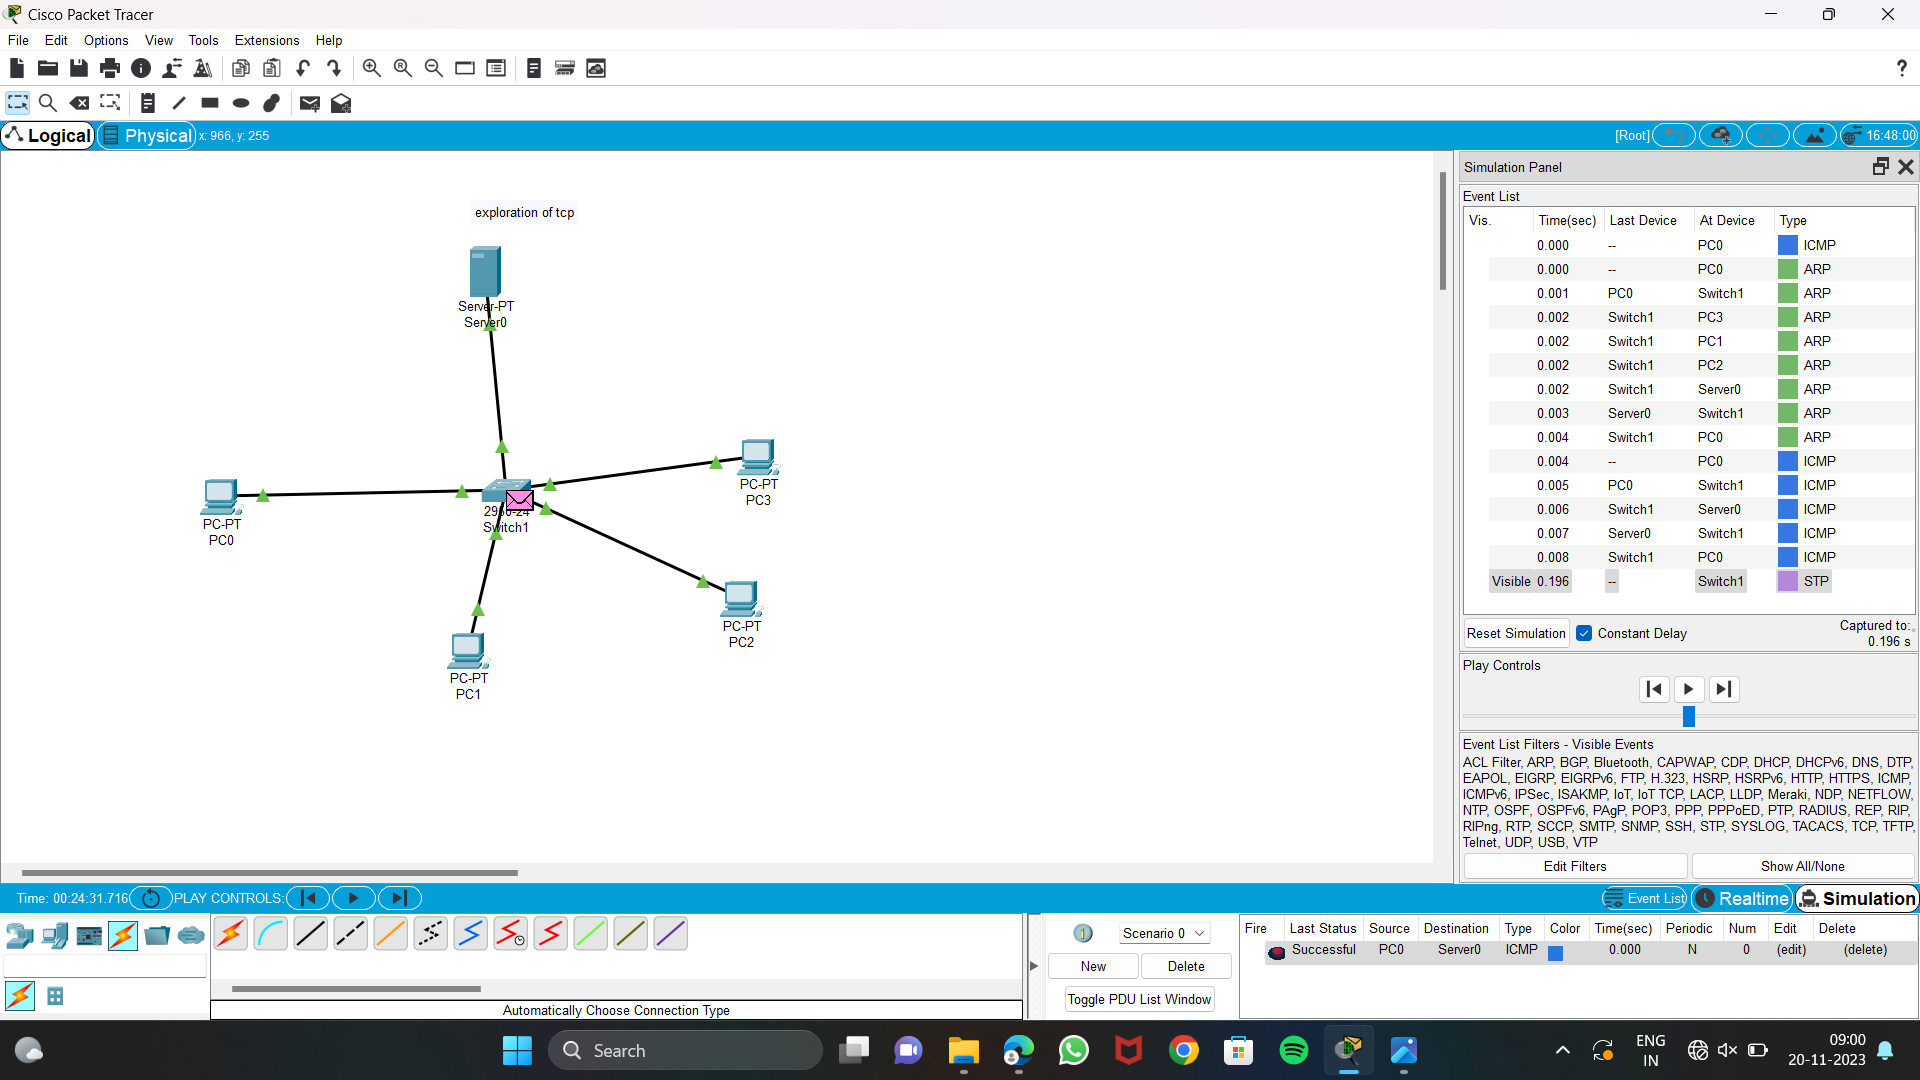 Cisco Packet Tracer
File Edit Options View Tools Extensions Help
Logical Physical x: 966, y: 255 [Root] 16:48:00
exploration of tcp
Server-PT
Server0
PC-PT
PC3
2950-24
Switch1
PC-PT
PC0
PC-PT
PC2
PC-PT
PC1
Simulation Panel
Event List
Vis. Time(sec) Last Device At Device Type
0.000 -- PC0 ICMP
0.000 -- PC0 ARP
0.001 PC0 Switch1 ARP
0.002 Switch1 PC3 ARP
0.002 Switch1 PC1 ARP
0.002 Switch1 PC2 ARP
0.002 Switch1 Server0 ARP
0.003 Server0 Switch1 ARP
0.004 Switch1 PC0 ARP
0.004 -- PC0 ICMP
0.005 PC0 Switch1 ICMP
0.006 Switch1 Server0 ICMP
0.007 Server0 Switch1 ICMP
0.008 Switch1 PC0 ICMP
Visible 0.196 -- Switch1 STP
Reset Simulation Constant Delay Captured to:
0.196 s
Play Controls
Event List Filters - Visible Events
ACL Filter, ARP, BGP, Bluetooth, CAPWAP, CDP, DHCP, DHCPv6, DNS, DTP,
EAPOL, EIGRP, EIGRPv6, FTP, H.323, HSRP, HSRPv6, HTTP, HTTPS, ICMP,
ICMPv6, IPSec, ISAKMP, IoT, IoT TCP, LACP, LLDP, Meraki, NDP, NETFLOW,
NTP, OSPF, OSPFv6, PAgP, POP3, PPP, PPPoED, PTP, RADIUS, REP, RIP,
RIPng, RTP, SCCP, SMTP, SNMP, SSH, STP, SYSLOG, TACACS, TCP, TFTP,
Telnet, UDP, USB, VTP
Edit Filters Show All/None
Time: 00:24:31.716 PLAY CONTROLS: Event List Realtime Simulation
Automatically Choose Connection Type
1 Scenario 0
New Delete
Toggle PDU List Window
Fire Last Status Source Destination Type Color Time(sec) Periodic Num Edit Delete
Successful PC0 Server0 ICMP 0.000 N 0 (edit) (delete)
Search
ENG
IN
09:00
20-11-2023